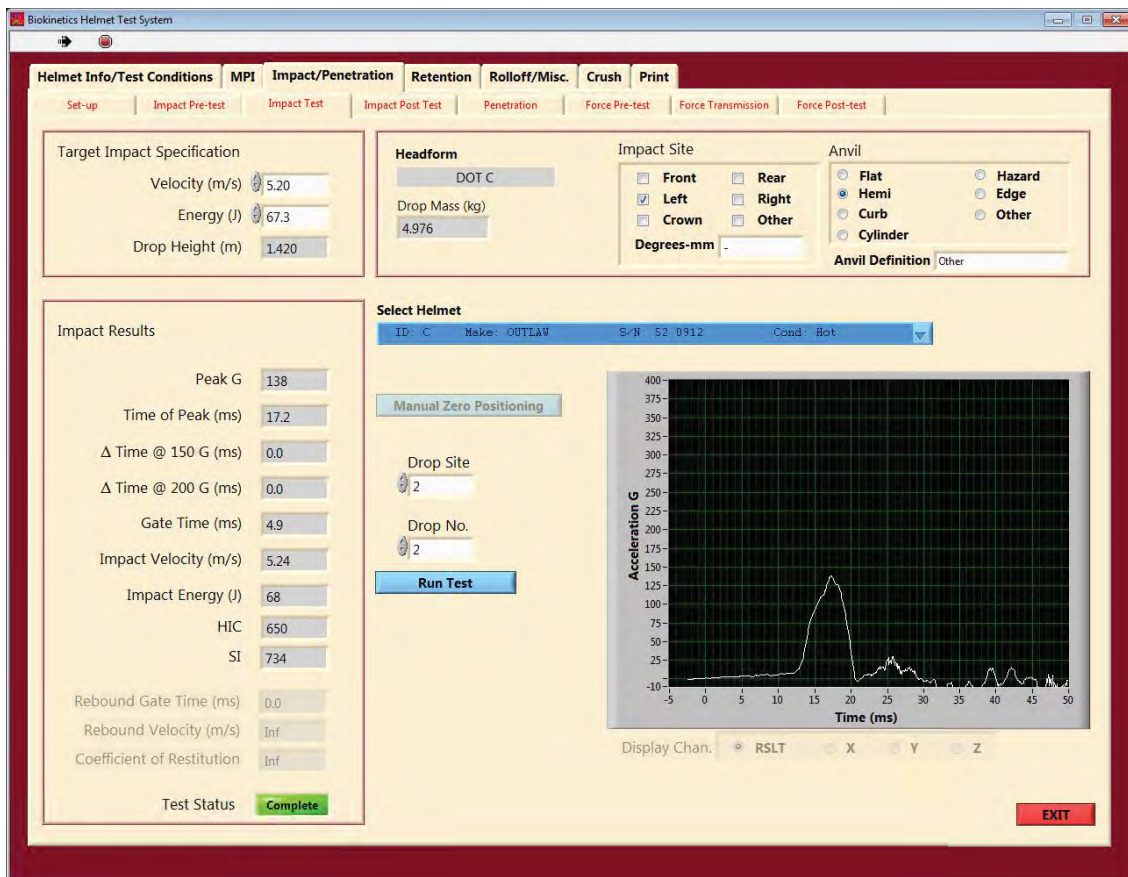 Biokinetics Helmet Test System
Helmet Info/Test Conditions MPI Impact/Penetration Retention Rolloff/Misc. Crush Print
Set-up Impact Pre-test Impact Test Impact Post Test Penetration Force Pre-test Force Transmission Force Post-test
Target Impact Specification
Velocity (m/s) 5.20
Energy (J) 67.3
Drop Height (m) 1.420
Headform
DOT C
Drop Mass (kg)
4.976
Impact Site
Front Rear
Left Right
Crown Other
Degrees-mm -
Anvil
Flat Hazard
Hemi Edge
Curb Other
Cylinder
Anvil Definition Other
Select Helmet
ID: C Make: OUTLAW S/N: 52 0912 Cond: Hot
Impact Results
Peak G 138
Time of Peak (ms) 17.2
Δ Time @ 150 G (ms) 0.0
Δ Time @ 200 G (ms) 0.0
Gate Time (ms) 4.9
Impact Velocity (m/s) 5.24
Impact Energy (J) 68
HIC 650
SI 734
Rebound Gate Time (ms) 0.0
Rebound Velocity (m/s) Inf
Coefficient of Restitution Inf
Test Status Complete
Manual Zero Positioning
Drop Site
2
Drop No.
2
Run Test
Acceleration G
400
375
350
325
300
275
250
225
200
175
150
125
100
75
50
25
-10
-5 0 5 10 15 20 25 30 35 40 45 50
Time (ms)
Display Chan. RSLT X Y Z
EXIT